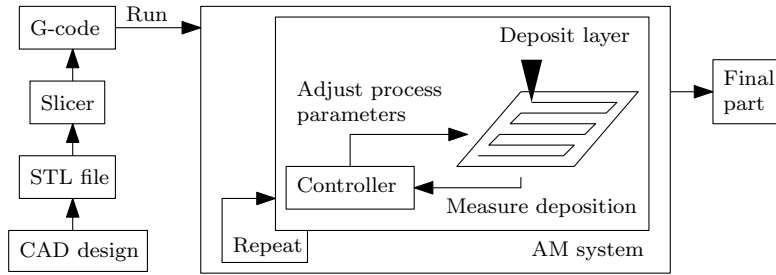 G-code
Run
Slicer
STL file
CAD design
Deposit layer
Adjust process
parameters
Controller
Measure deposition
Repeat
AM system
Final
part